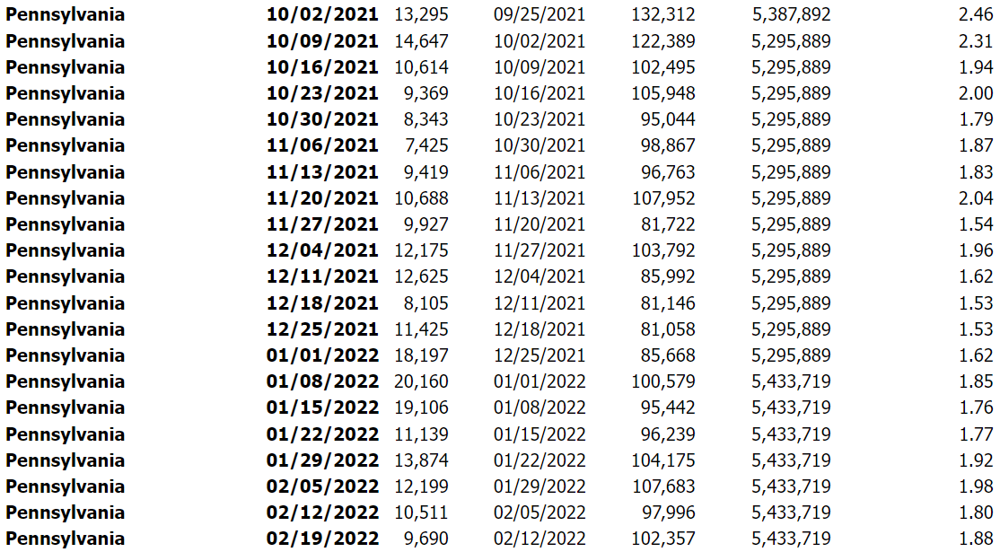 Pennsylvania 10/02/2021 13,295 09/25/2021 132,312 5,387,892 2.46
Pennsylvania 10/09/2021 14,647 10/02/2021 122,389 5,295,889 2.31
Pennsylvania 10/16/2021 10,614 10/09/2021 102,495 5,295,889 1.94
Pennsylvania 10/23/2021 9,369 10/16/2021 105,948 5,295,889 2.00
Pennsylvania 10/30/2021 8,343 10/23/2021 95,044 5,295,889 1.79
Pennsylvania 11/06/2021 7,425 10/30/2021 98,867 5,295,889 1.87
Pennsylvania 11/13/2021 9,419 11/06/2021 96,763 5,295,889 1.83
Pennsylvania 11/20/2021 10,688 11/13/2021 107,952 5,295,889 2.04
Pennsylvania 11/27/2021 9,927 11/20/2021 81,722 5,295,889 1.54
Pennsylvania 12/04/2021 12,175 11/27/2021 103,792 5,295,889 1.96
Pennsylvania 12/11/2021 12,625 12/04/2021 85,992 5,295,889 1.62
Pennsylvania 12/18/2021 8,105 12/11/2021 81,146 5,295,889 1.53
Pennsylvania 12/25/2021 11,425 12/18/2021 81,058 5,295,889 1.53
Pennsylvania 01/01/2022 18,197 12/25/2021 85,668 5,295,889 1.62
Pennsylvania 01/08/2022 20,160 01/01/2022 100,579 5,433,719 1.85
Pennsylvania 01/15/2022 19,106 01/08/2022 95,442 5,433,719 1.76
Pennsylvania 01/22/2022 11,139 01/15/2022 96,239 5,433,719 1.77
Pennsylvania 01/29/2022 13,874 01/22/2022 104,175 5,433,719 1.92
Pennsylvania 02/05/2022 12,199 01/29/2022 107,683 5,433,719 1.98
Pennsylvania 02/12/2022 10,511 02/05/2022 97,996 5,433,719 1.80
Pennsylvania 02/19/2022 9,690 02/12/2022 102,357 5,433,719 1.88